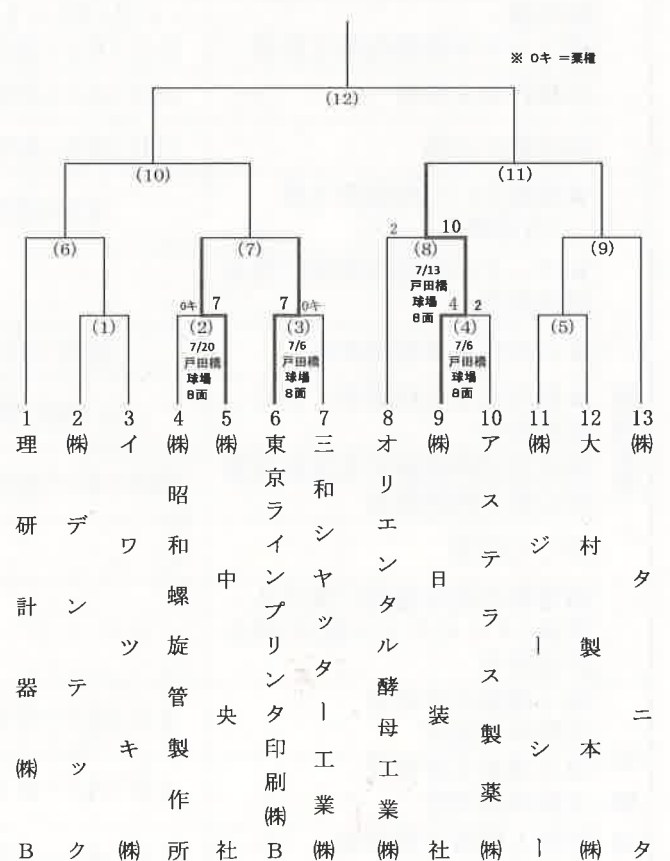 ※ 0キ =棄権
(12)
(10)
(11)
2
10
(6)
(7)
(8)
(9)
7/13
戸田橋
球場
8面
0キ
7
7
0キ
4
2
(1)
(2)
(3)
(4)
(5)
7/20
戸田橋
球場
8面
7/6
戸田橋
球場
8面
7/6
戸田橋
球場
8面
1
理研計器㈱B
2
㈱デンテック
3
イワツキ㈱
4
㈱昭和螺旋管製作所
5
㈱中央社
6
東京ラインプリンタ印刷㈱B
7
三和シヤッター工業㈱
8
オリエンタル酵母工業㈱
9
㈱日装社
10
アステラス製薬㈱
11
㈱ジーシー
12
大村製本㈱
13
㈱タニタ